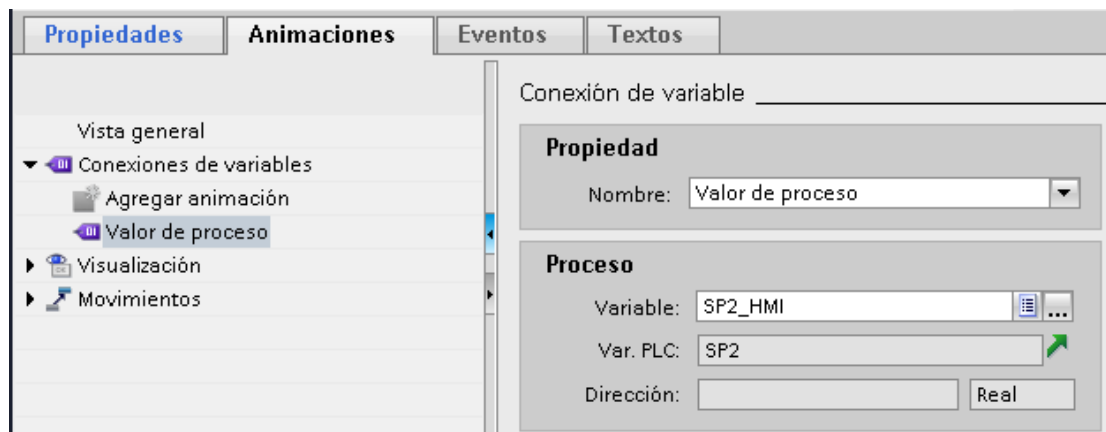 Propiedades Animaciones Eventos Textos
Conexión de variable
Vista general
Conexiones de variables
Agregar animación
Valor de proceso
Visualización
Movimientos
Propiedad
Nombre: Valor de proceso
Proceso
Variable: SP2_HMI ...
Var. PLC: SP2
Dirección: Real